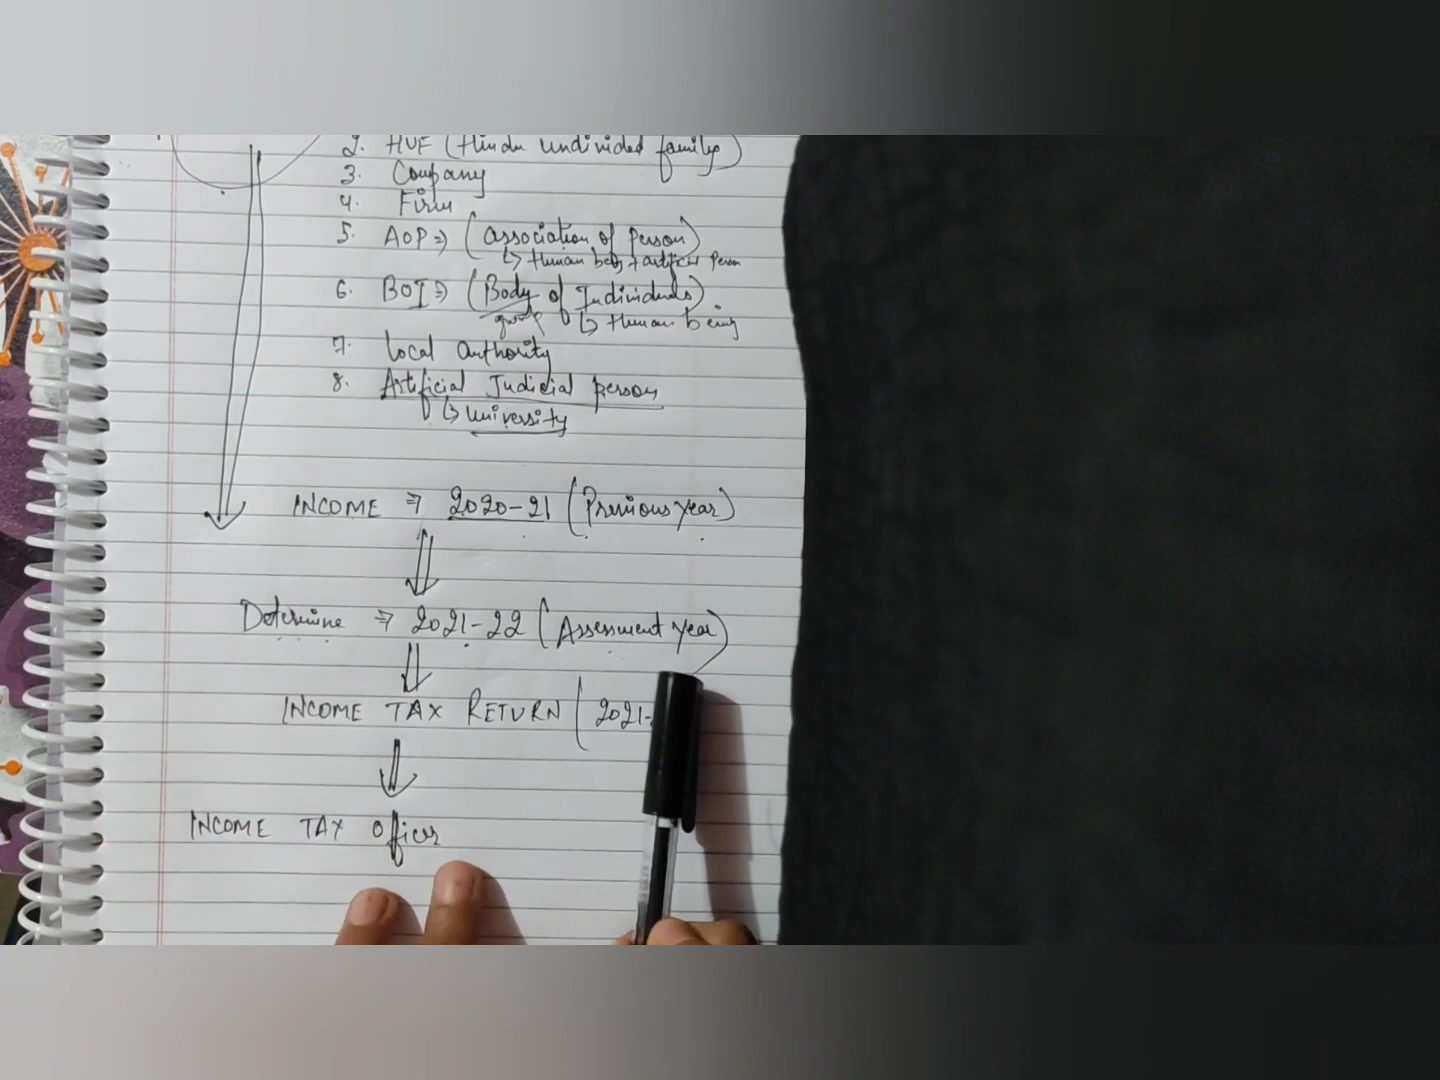 2. HUF (Hindu undivided family)
3. Company
4. Firm
5. AOP ⇒ (Association of Person)
↳ Human being + artificial Person
6. BOI ⇒ (Body of Individuals)
group ↳ Human being
7. Local authority
8. Artificial Judicial person
↳ University
INCOME ⇒ 2020-21 (Previous year)
Determine ⇒ 2021-22 (Assessment year)
INCOME TAX RETURN (2021-
INCOME TAX Officer